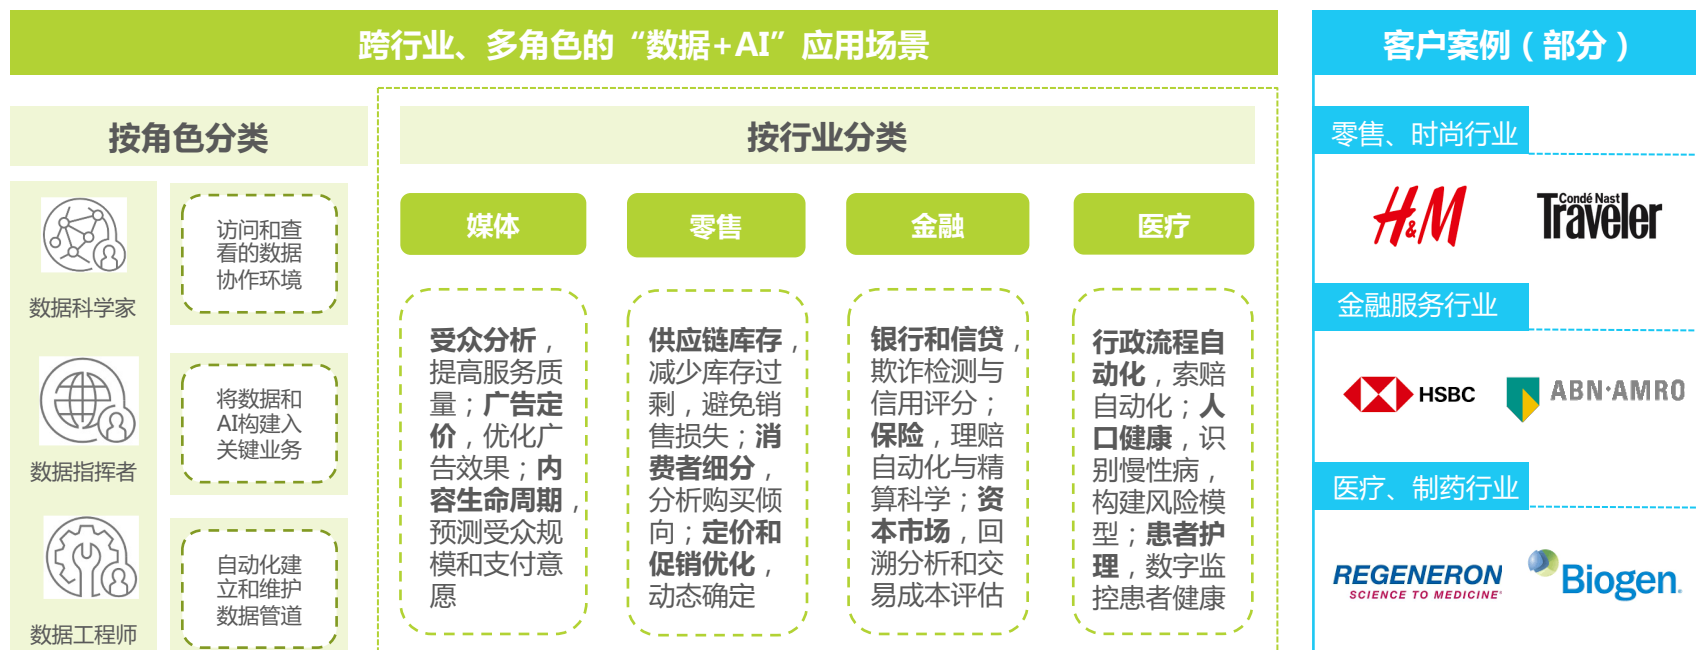 跨行业、多角色的“数据+AI”应用场景
按角色分类
数据科学家
访问和查
看的数据
协作环境
数据指挥者
将数据和
AI构建入
关键业务
数据工程师
自动化建
立和维护
数据管道
按行业分类
媒体
受众分析，
提高服务质
量；广告定
价，优化广
告效果；内
容生命周期，
预测受众规
模和支付意
愿
零售
供应链库存，
减少库存过
剩，避免销
售损失；消
费者细分，
分析购买倾
向；定价和
促销优化，
动态确定
金融
银行和信贷，
欺诈检测与
信用评分；
保险，理赔
自动化与精
算科学；资
本市场，回
溯分析和交
易成本评估
医疗
行政流程自
动化，索赔
自动化；人
口健康，识
别慢性病，
构建风险模
型；患者护
理，数字监
控患者健康
客户案例（部分）
零售、时尚行业
H&M
Condé Nast
Traveler
金融服务行业
HSBC
ABN·AMRO
医疗、制药行业
REGENERON
SCIENCE TO MEDICINE®
Biogen.